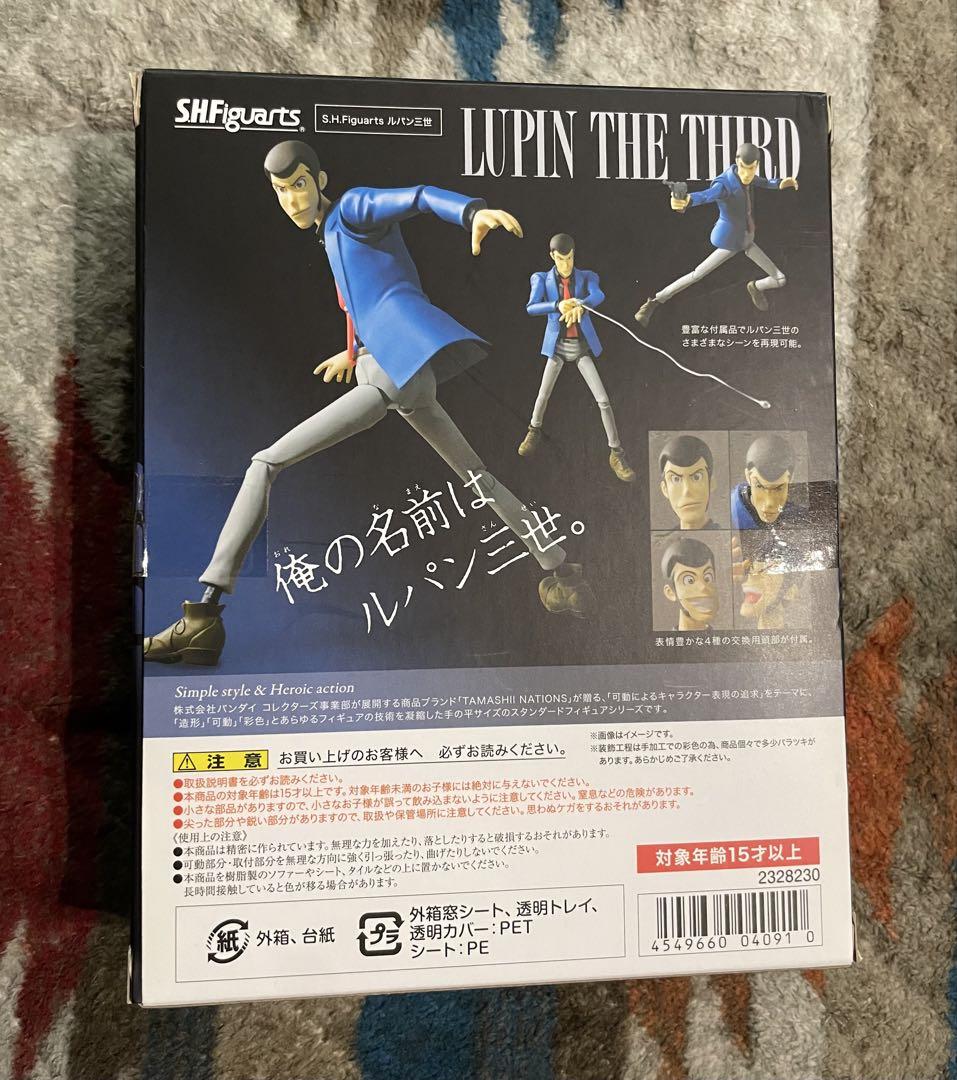 S.H.Figuarts®
S.H.Figuarts ルパン三世
LUPIN THE THIRD
豊富な付属品でルパン三世の
さまざまなシーンを再現可能。
俺の名前は
おれ なまえ
ルパン三世。
さんせい
表情豊かな4種の交換用頭部が付属。
Simple style & Heroic action
株式会社バンダイ コレクターズ事業部が展開する商品ブランド「TAMASHII NATIONS」が贈る、「可動によるキャラクター表現の追求」をテーマに、
「造形」「可動」「彩色」とあらゆるフィギュアの技術を凝縮した手の平サイズのスタンダードフィギュアシリーズです。
注意 お買い上げのお客様へ 必ずお読みください。
※画像はイメージです。
※装飾工程は手加工での彩色の為、商品個々で多少バラツキが
あります。あらかじめご了承ください。
●取扱説明書を必ずお読みください。
●本商品の対象年齢は15才以上です。対象年齢未満のお子様には絶対に与えないでください。
●小さな部品がありますので、小さなお子様が誤って飲み込まないように注意してください。窒息などの危険があります。
●尖った部分や鋭い部分がありますので、取扱や保管場所に注意してください。思わぬケガをするおそれがあります。
《使用上の注意》
●本商品は精密に作られています。無理な力を加えたり、落としたりすると破損するおそれがあります。
●可動部分・取付部分を無理な方向に強く引っ張ったり、曲げたりしないでください。
●本商品を樹脂製のソファーやシート、タイルなどの上に置かないでください。
長時間接触していると色が移る場合があります。
対象年齢15才以上
2328230
紙 外箱、台紙
プラ 外箱窓シート、透明トレイ、
透明カバー:PET
シート:PE
4549660 04091 0